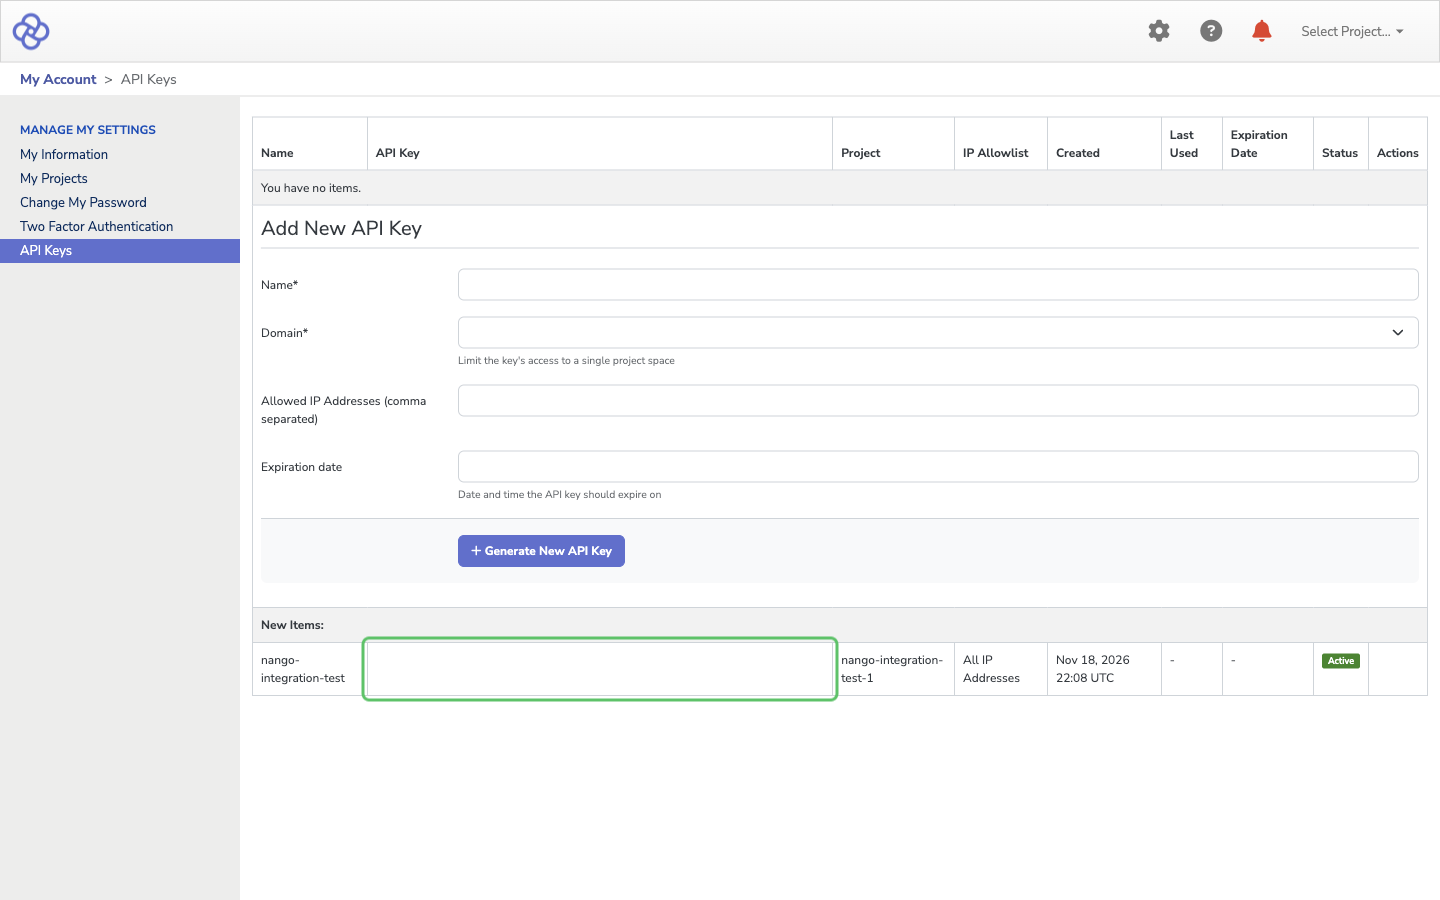 Select Project...
My Account > API Keys
MANAGE MY SETTINGS
My Information
My Projects
Change My Password
Two Factor Authentication
API Keys
Name API Key Project IP Allowlist Created Last Used Expiration Date Status Actions
You have no items.
Add New API Key
Name*
Domain*
Limit the key's access to a single project space
Allowed IP Addresses (comma
separated)
Expiration date
Date and time the API key should expire on
+ Generate New API Key
New Items:
nango- nango-integration- All IP Nov 18, 2026 - - Active
integration-test test-1 Addresses 22:08 UTC